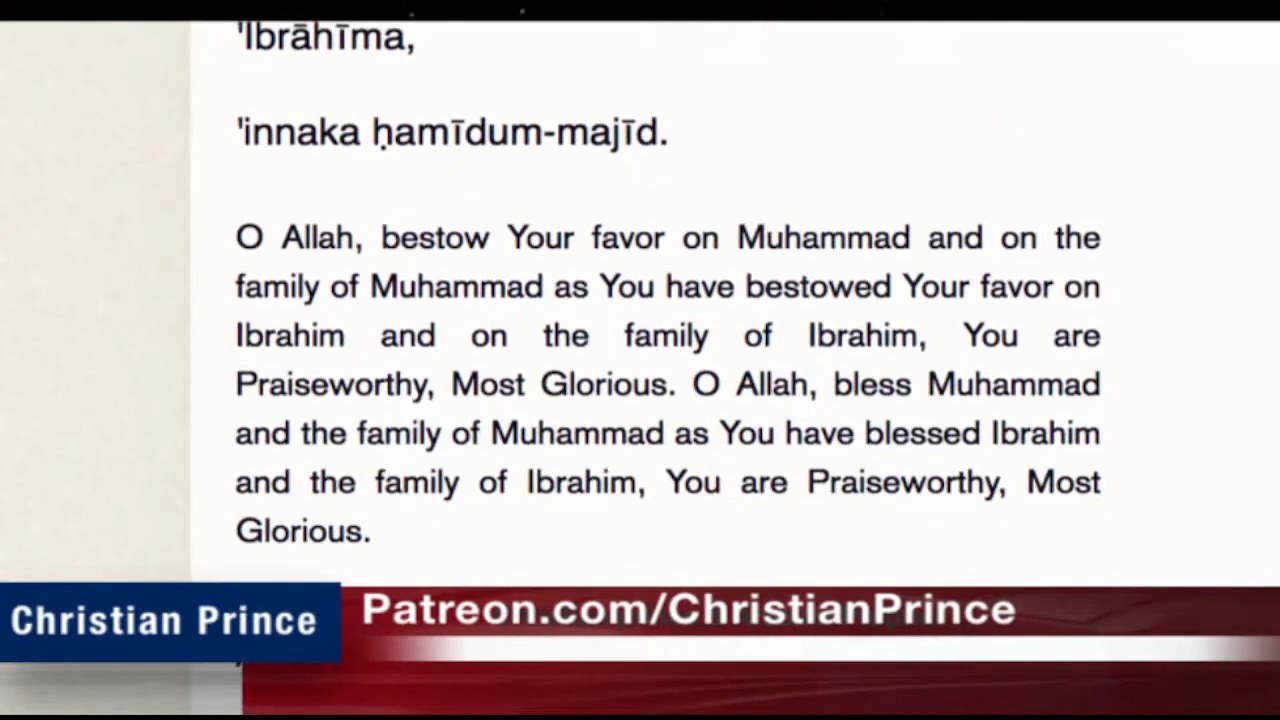 'Ibrāhīma,
'innaka ḥamīdum-majīd.
O Allah, bestow Your favor on Muhammad and on the
family of Muhammad as You have bestowed Your favor on
Ibrahim and on the family of Ibrahim, You are
Praiseworthy, Most Glorious. O Allah, bless Muhammad
and the family of Muhammad as You have blessed Ibrahim
and the family of Ibrahim, You are Praiseworthy, Most
Glorious.
Christian Prince
Patreon.com/ChristianPrince